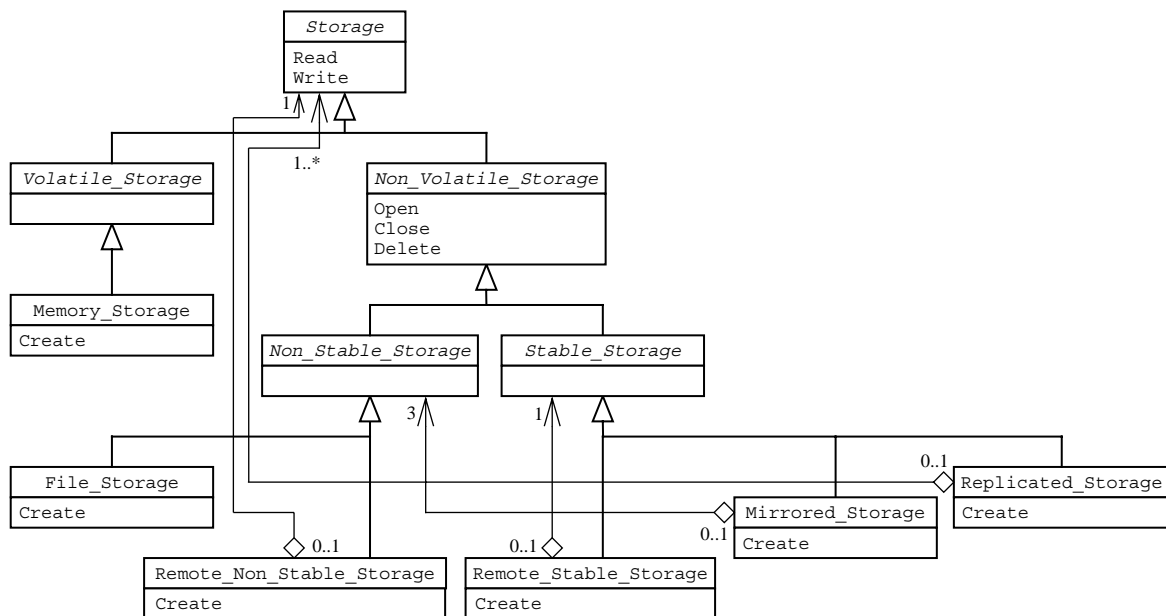 Storage
Read
Write
1
1..*
Volatile_Storage
Non_Volatile_Storage
Open
Close
Delete
Memory_Storage
Create
Non_Stable_Storage
Stable_Storage
3
1
File_Storage
Create
0..1
Replicated_Storage
Create
Mirrored_Storage
0..1
Create
0..1
0..1
Remote_Non_Stable_Storage
Create
Remote_Stable_Storage
Create